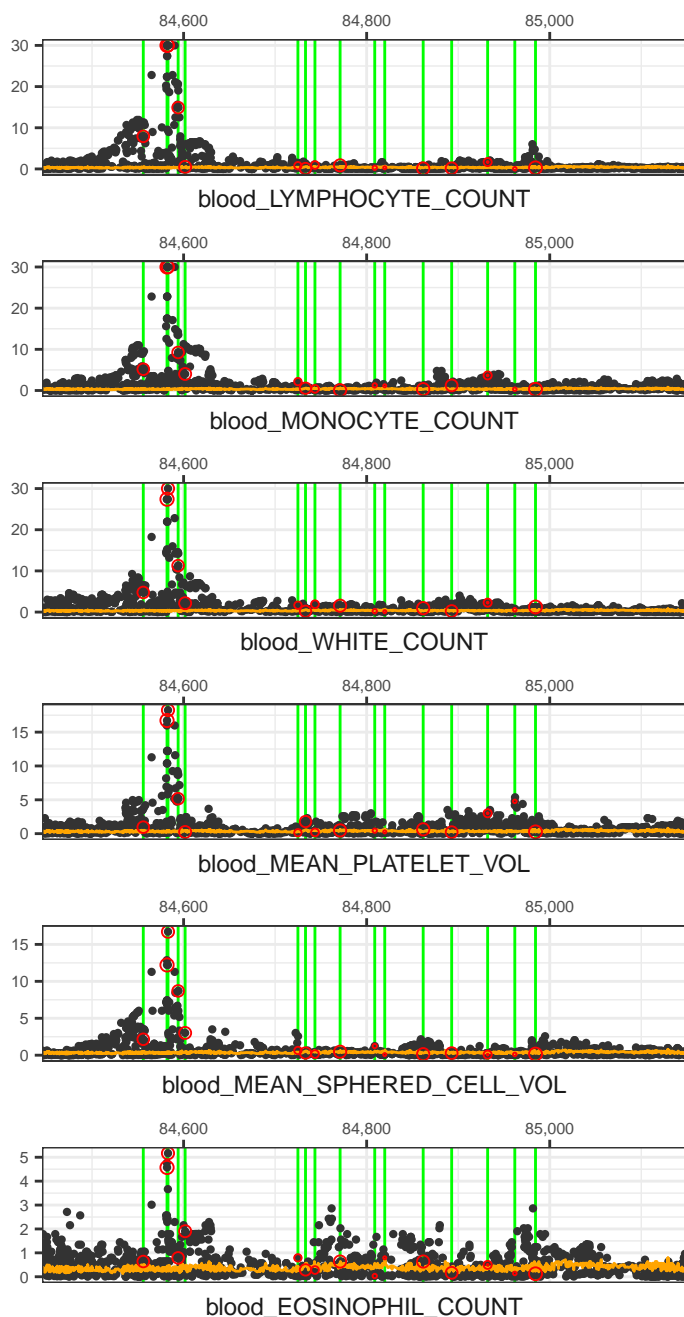 84,600 84,800 85,000
30
20
10
0
blood_LYMPHOCYTE_COUNT
84,600 84,800 85,000
30
20
10
0
blood_MONOCYTE_COUNT
84,600 84,800 85,000
30
20
10
0
blood_WHITE_COUNT
84,600 84,800 85,000
15
10
5
0
blood_MEAN_PLATELET_VOL
84,600 84,800 85,000
15
10
5
0
blood_MEAN_SPHERED_CELL_VOL
84,600 84,800 85,000
5
4
3
2
1
0
blood_EOSINOPHIL_COUNT